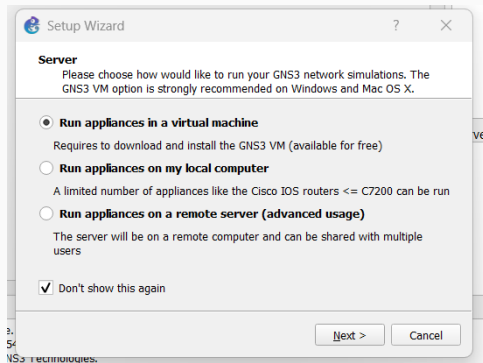 Setup Wizard
?
Server
Please choose how would like to run your GNS3 network simulations. The
GNS3 VM option is strongly recommended on Windows and Mac OS X.
Run appliances in a virtual machine
Requires to download and install the GNS3 VM (available for free)
Run appliances on my local computer
A limited number of appliances like the Cisco IOS routers <= C7200 can be run
Run appliances on a remote server (advanced usage)
The server will be on a remote computer and can be shared with multiple
users
Don't show this again
Next >
Cancel
e.
54
NS3 Technologies.